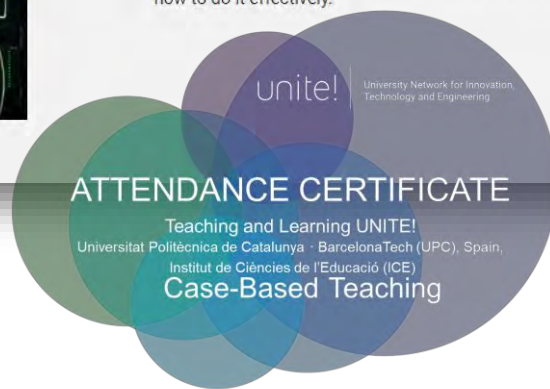 how to do it effectively.
unite!
University Network for Innovation,
Technology and Engineering
ATTENDANCE CERTIFICATE
Teaching and Learning UNITE!
Universitat Politècnica de Catalunya · BarcelonaTech (UPC), Spain,
Institut de Ciències de l'Educació (ICE)
Case-Based Teaching